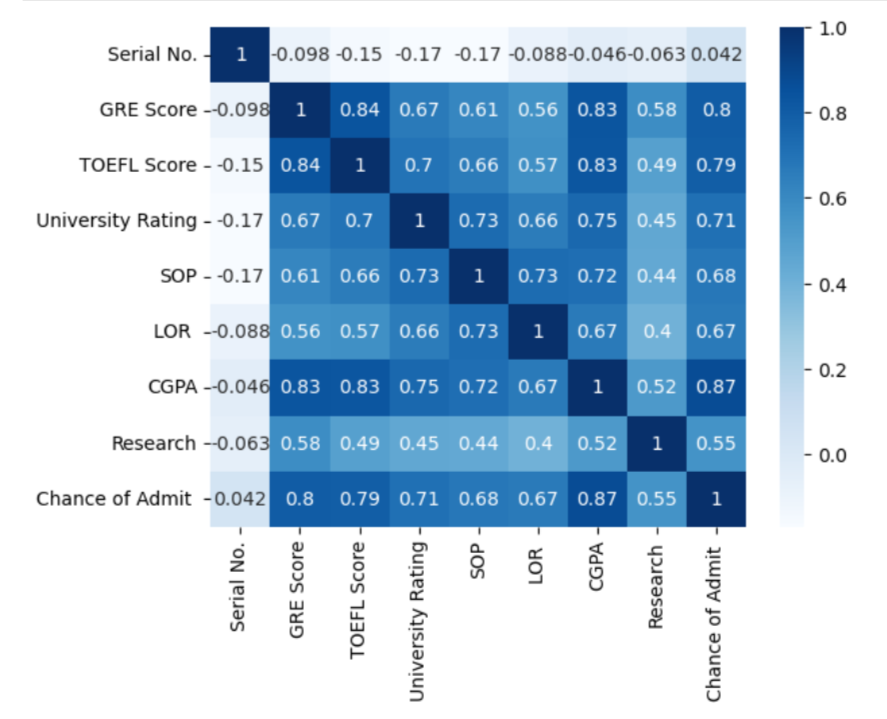 Serial No. 1 -0.098 -0.15 -0.17 -0.17 -0.088 -0.046 -0.063 0.042
GRE Score -0.098 1 0.84 0.67 0.61 0.56 0.83 0.58 0.8
TOEFL Score -0.15 0.84 1 0.7 0.66 0.57 0.83 0.49 0.79
University Rating -0.17 0.67 0.7 1 0.73 0.66 0.75 0.45 0.71
SOP -0.17 0.61 0.66 0.73 1 0.73 0.72 0.44 0.68
LOR -0.088 0.56 0.57 0.66 0.73 1 0.67 0.4 0.67
CGPA -0.046 0.83 0.83 0.75 0.72 0.67 1 0.52 0.87
Research -0.063 0.58 0.49 0.45 0.44 0.4 0.52 1 0.55
Chance of Admit 0.042 0.8 0.79 0.71 0.68 0.67 0.87 0.55 1
Serial No.
GRE Score
TOEFL Score
University Rating
SOP
LOR
CGPA
Research
Chance of Admit
1.0
0.8
0.6
0.4
0.2
0.0